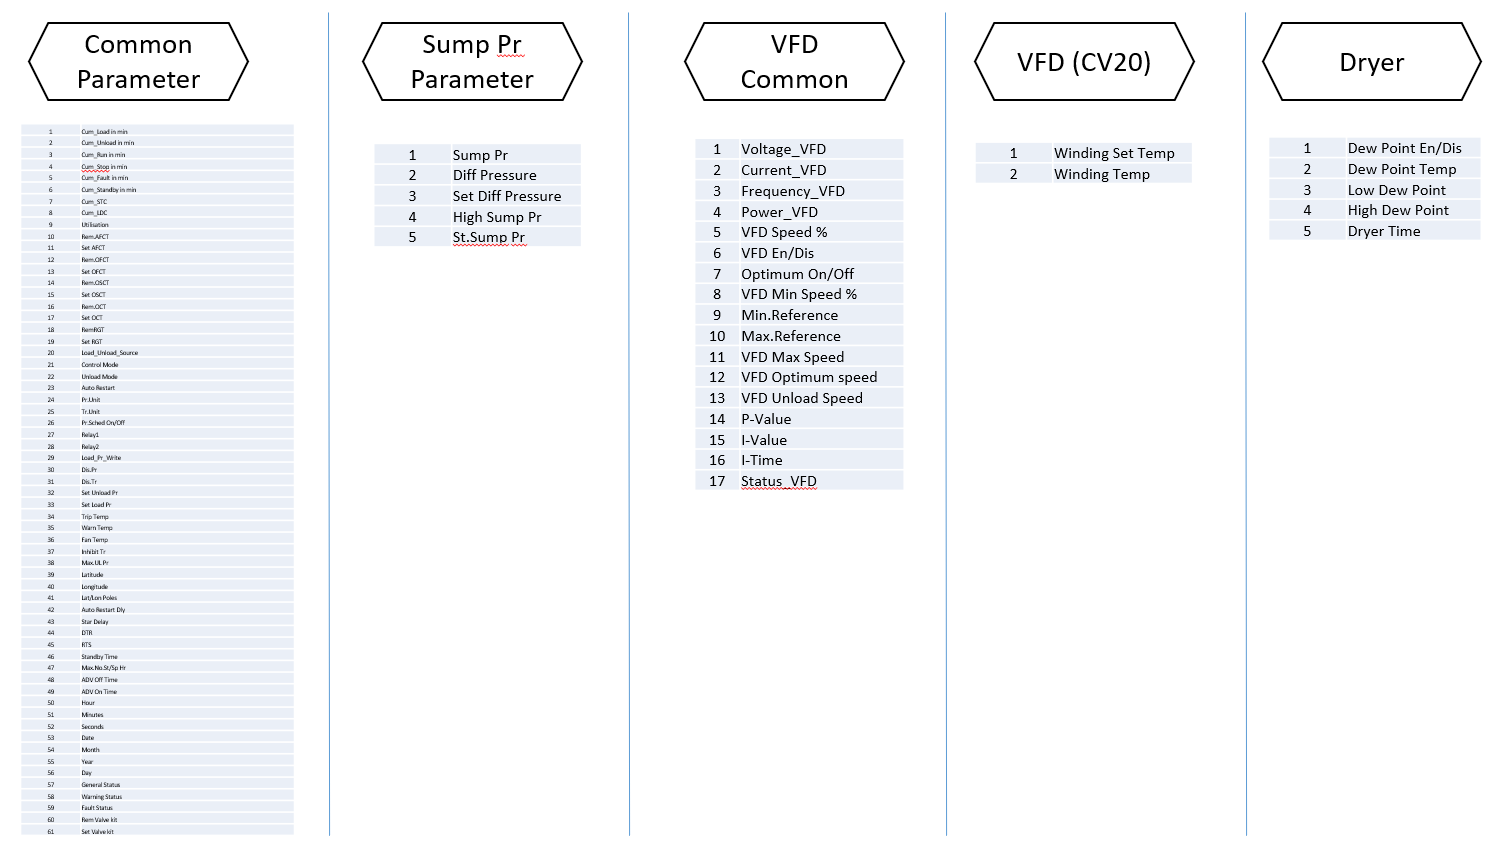 Common
Parameter
1 Cum_Load in min
2 Cum_Unload in min
3 Cum_Run in min
4 Cum_Stop in min
5 Cum_Fault in min
6 Cum_Standby in min
7 Cum_STC
8 Cum_LDC
9 Utilisation
10 Rem.AFCT
11 Set AFCT
12 Rem.OFCT
13 Set OFCT
14 Rem.OSCT
15 Set OSCT
16 Rem.OCT
17 Set OCT
18 RemRGT
19 Set RGT
20 Load_Unload_Source
21 Control Mode
22 Unload Mode
23 Auto Restart
24 Pr.Unit
25 Tr.Unit
26 Pr.Sched On/Off
27 Relay1
28 Relay2
29 Load_Pr_Write
30 Dis.Pr
31 Dis.Tr
32 Set Unload Pr
33 Set Load Pr
34 Trip Temp
35 Warn Temp
36 Fan Temp
37 Inhibit Tr
38 Max.UL Pr
39 Latitude
40 Longitude
41 Lat/Lon Poles
42 Auto Restart Dly
43 Star Delay
44 DTR
45 RTS
46 Standby Time
47 Max.No.St/Sp Hr
48 ADV Off Time
49 ADV On Time
50 Hour
51 Minutes
52 Seconds
53 Date
54 Month
55 Year
56 Day
57 General Status
58 Warning Status
59 Fault Status
60 Rem Valve kit
61 Set Valve kit
Sump Pr
Parameter
1 Sump Pr
2 Diff Pressure
3 Set Diff Pressure
4 High Sump Pr
5 St.Sump Pr
VFD
Common
1 Voltage_VFD
2 Current_VFD
3 Frequency_VFD
4 Power_VFD
5 VFD Speed %
6 VFD En/Dis
7 Optimum On/Off
8 VFD Min Speed %
9 Min.Reference
10 Max.Reference
11 VFD Max Speed
12 VFD Optimum speed
13 VFD Unload Speed
14 P-Value
15 I-Value
16 I-Time
17 Status_VFD
VFD (CV20)
1 Winding Set Temp
2 Winding Temp
Dryer
1 Dew Point En/Dis
2 Dew Point Temp
3 Low Dew Point
4 High Dew Point
5 Dryer Time